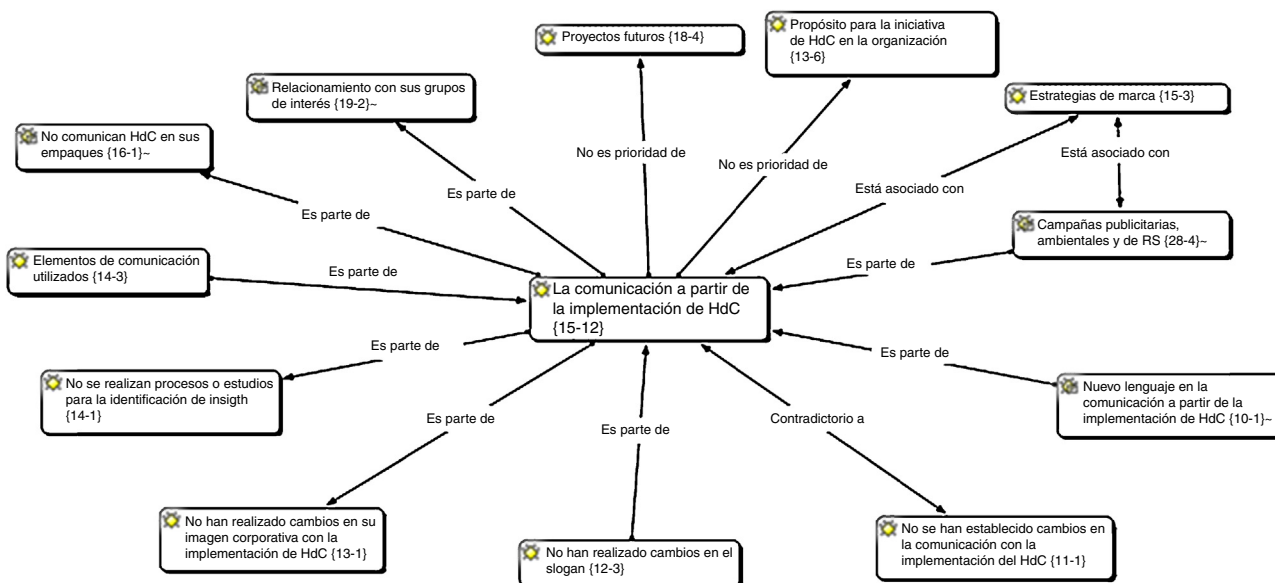 Proyectos futuros {18-4}
Propósito para la iniciativa
de HdC en la organización
{13-6}
Relacionamiento con sus grupos
de interés {19-2}~
Estrategias de marca {15-3}
No comunican HdC en sus
empaques {16-1}~
No es prioridad de
No es prioridad de
Está asociado con
Es parte de
Está asociado con
Es parte de
Campañas publicitarias,
ambientales y de RS {28-4}~
Elementos de comunicación
utilizados {14-3}
Es parte de
Es parte de
La comunicación a partir de
la implementación de HdC
{15-12}
Es parte de
Es parte de
No se realizan procesos o estudios
para la identificación de insigth
{14-1}
Nuevo lenguaje en la
comunicación a partir de la
implementación de HdC {10-1}~
Es parte de
Es parte de
Contradictorio a
No han realizado cambios en su
imagen corporativa con la
implementación de HdC {13-1}
No han realizado cambios en el
slogan {12-3}
No se han establecido cambios en
la comunicación con la
implementación del HdC {11-1}